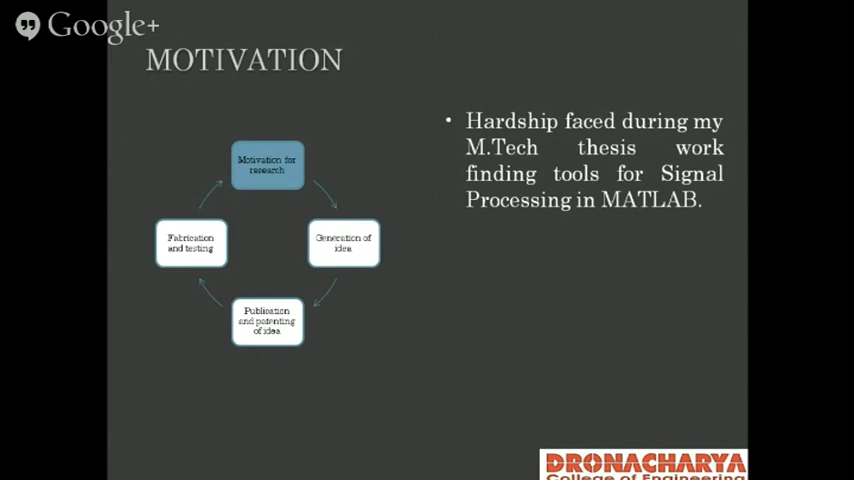 Google+
MOTIVATION
Motivation for
research
Fabrication
and testing
Generation of
idea
Publication
and patenting
of idea
• Hardship faced during my
M.Tech thesis work
finding tools for Signal
Processing in MATLAB.
DRONACHARYA
College of Engineering